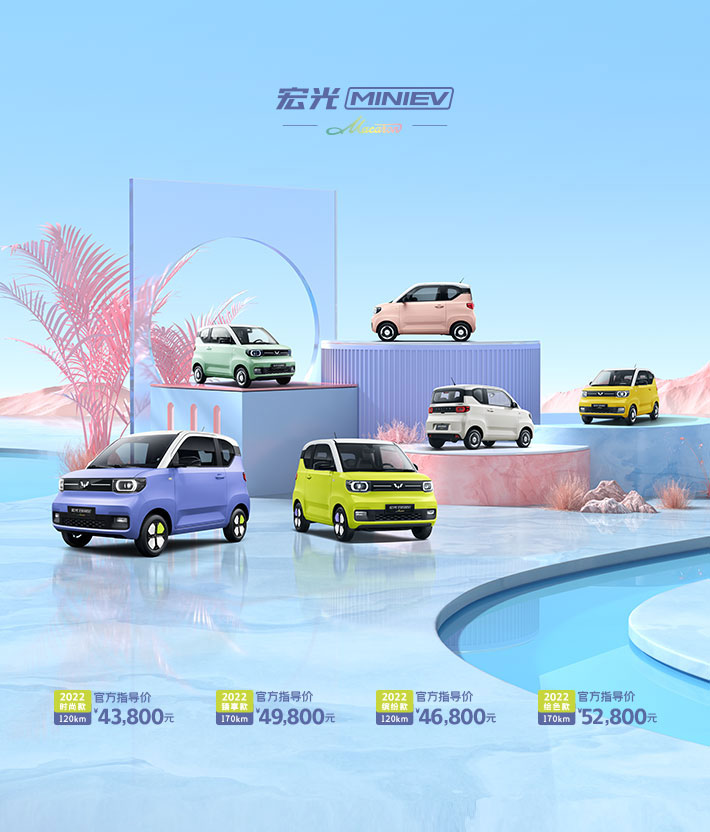 宏光 MINIEV
Macaron
2022
时尚款
120km
官方指导价
¥43,800元
2022
臻享款
170km
官方指导价
¥49,800元
2022
缤纷款
120km
官方指导价
¥46,800元
2022
给色款
170km
官方指导价
¥52,800元